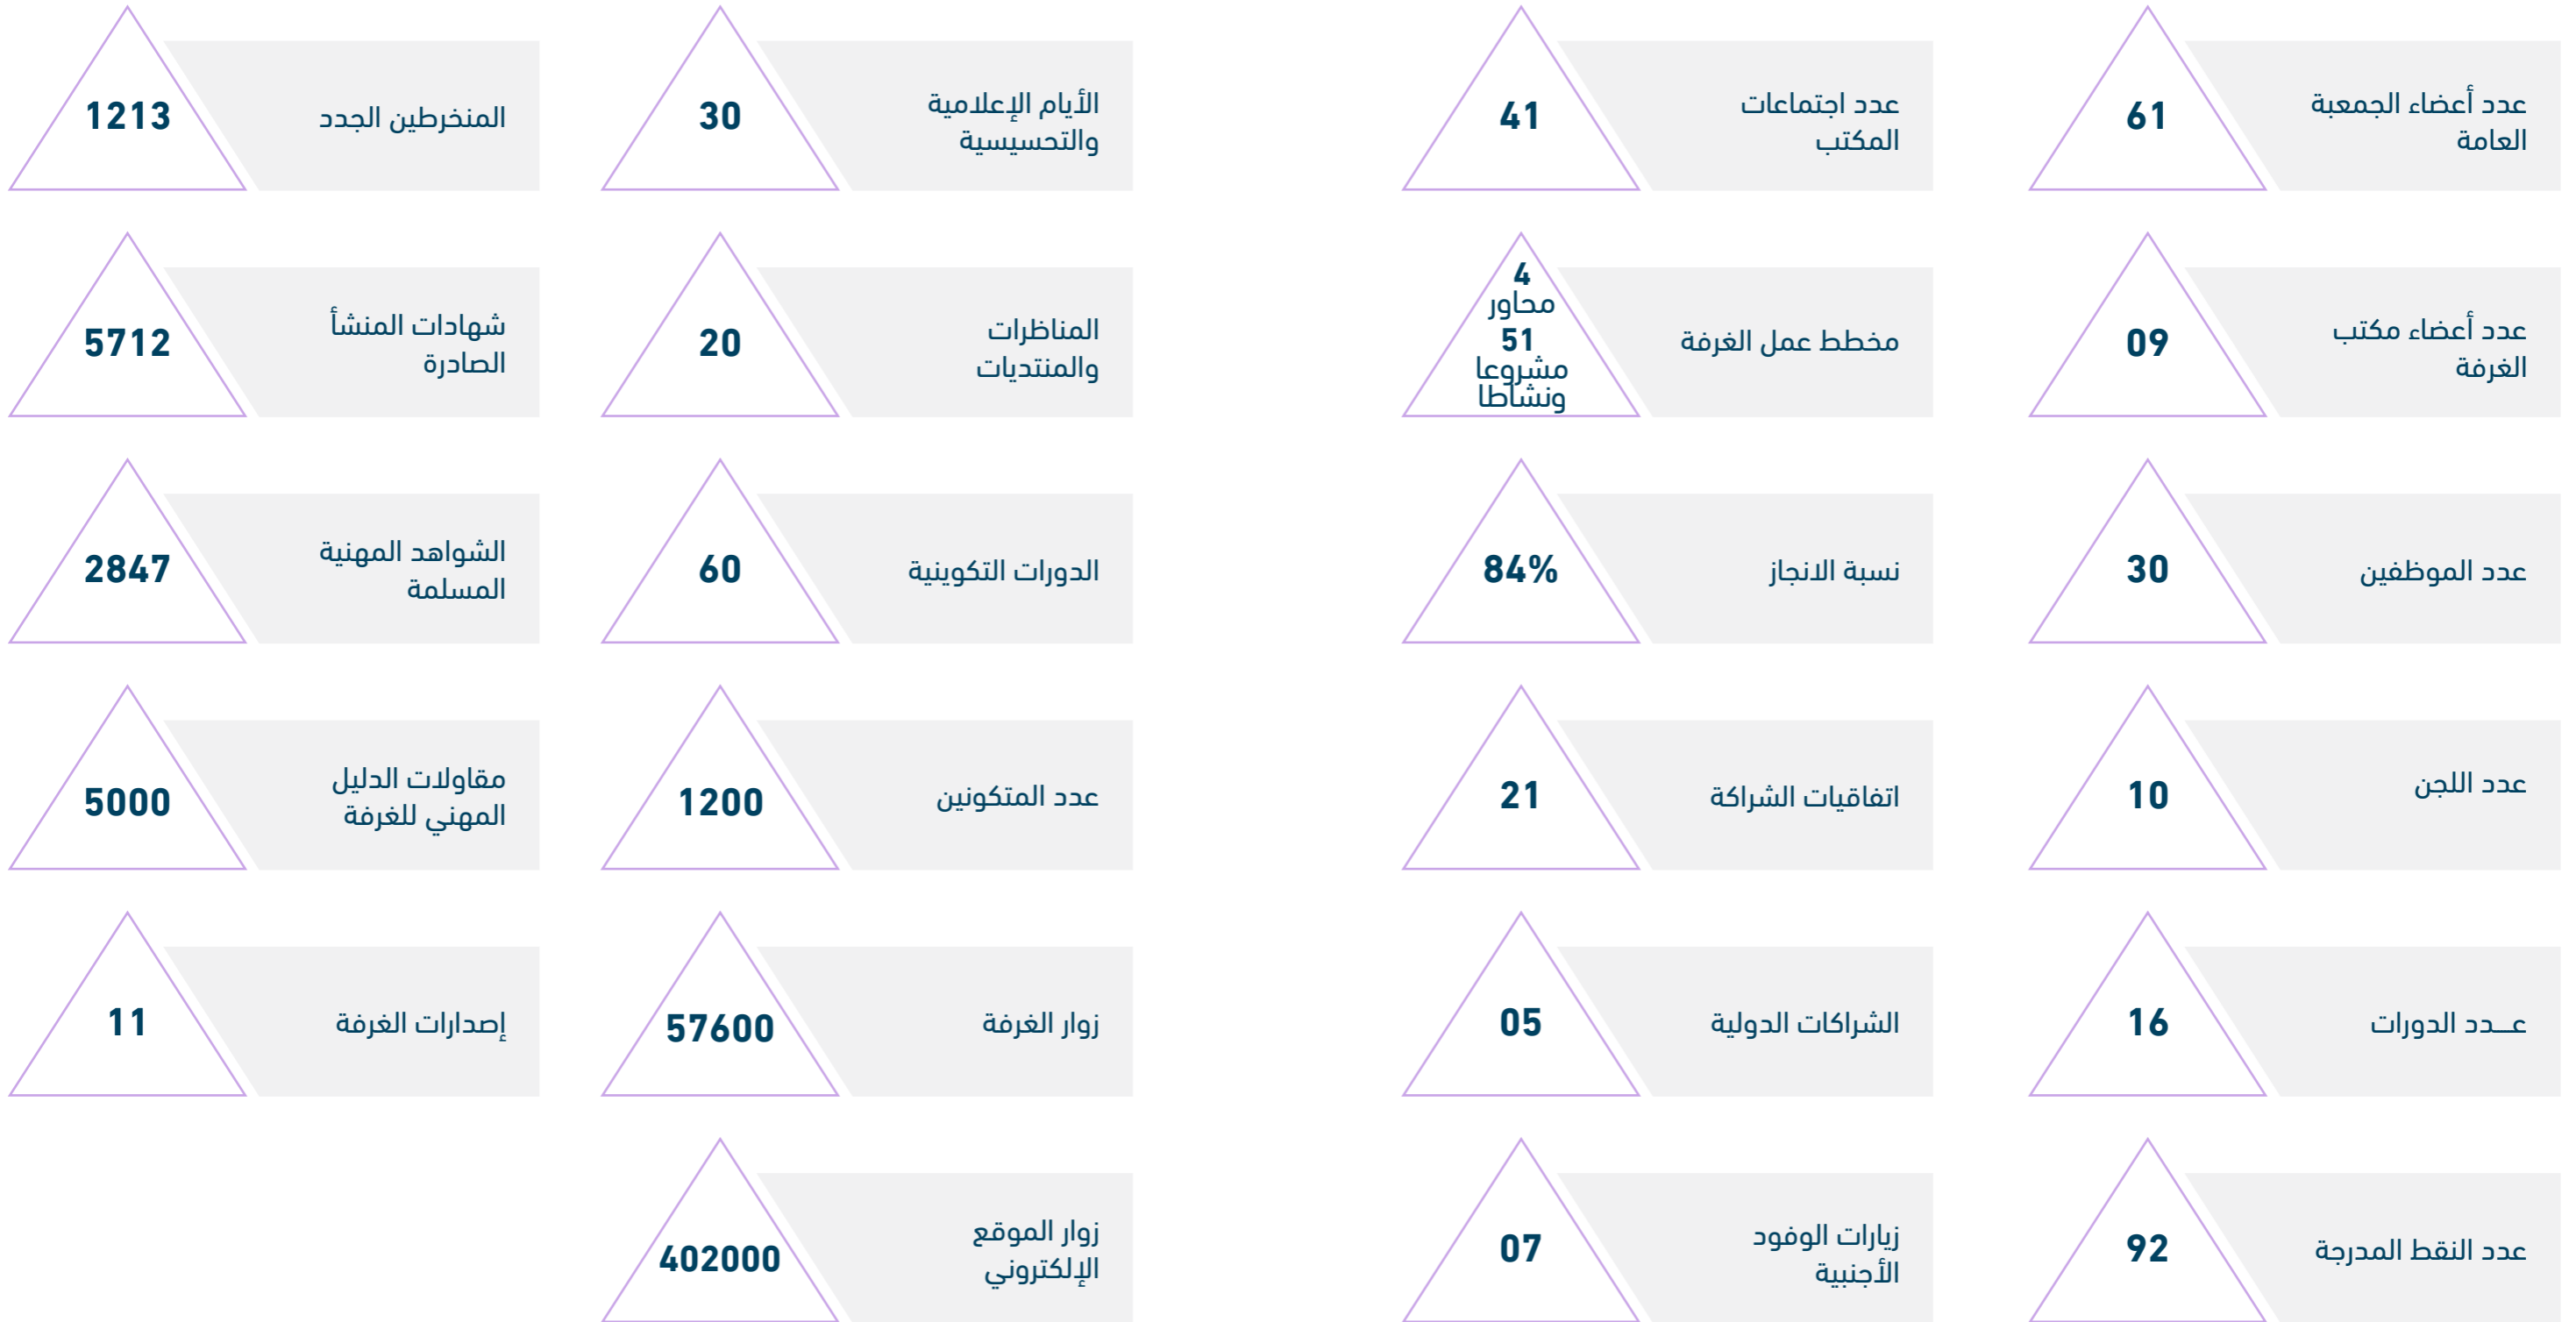 عدد أعضاء الجمعبة
العامة
61
عدد أعضاء مكتب
الغرفة
09
عدد الموظفين
30
عدد اللجن
10
عـــدد الدورات
16
عدد النقط المدرجة
92
عدد اجتماعات
المكتب
41
مخطط عمل الغرفة
4
محاور
51
مشروعا
ونشاطا
نسبة الانجاز
84%
اتفاقيات الشراكة
21
الشراكات الدولية
05
زيارات الوفود
الأجنبية
07
الأيام الإعلامية
والتحسيسية
30
المناظرات
والمنتديات
20
الدورات التكوينية
60
عدد المتكونين
1200
زوار الغرفة
57600
زوار الموقع
الإلكتروني
402000
المنخرطين الجدد
1213
شهادات المنشأ
الصادرة
5712
الشواهد المهنية
المسلمة
2847
مقاولات الدليل
المهني للغرفة
5000
إصدارات الغرفة
11